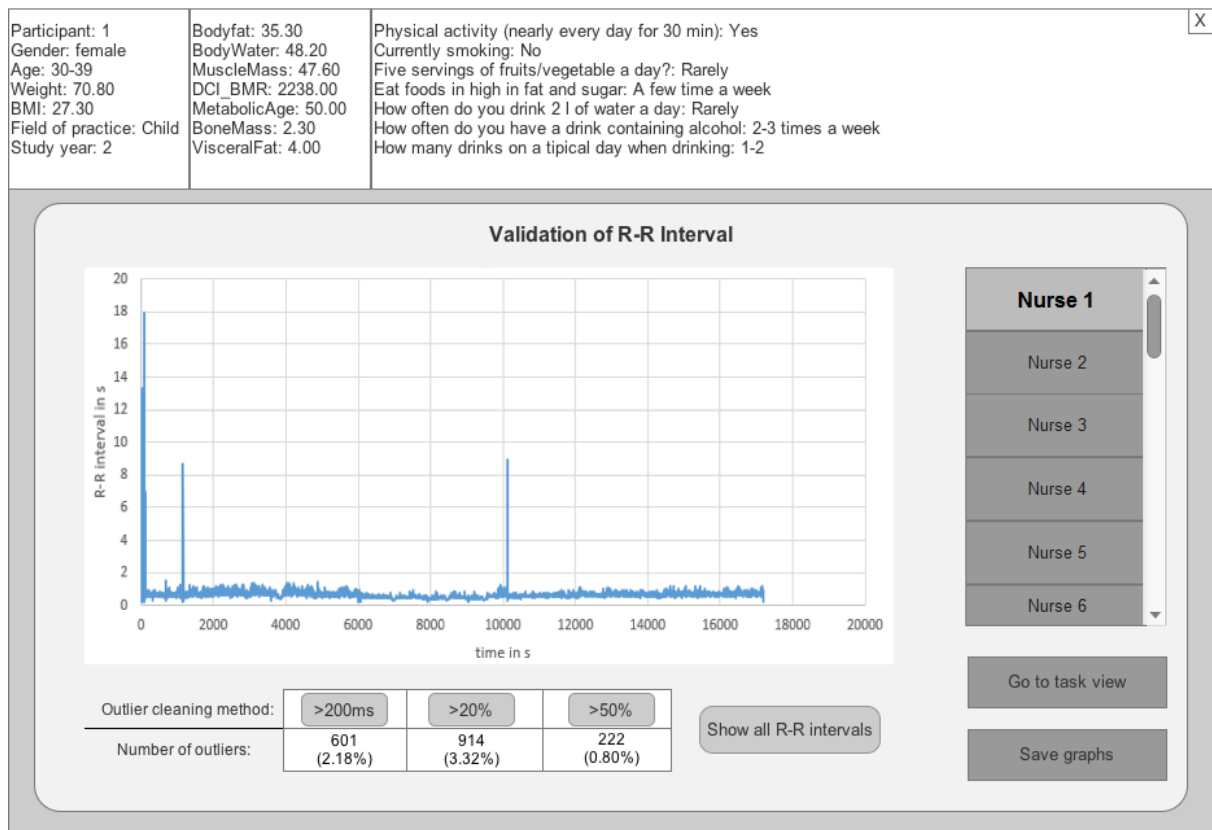 Participant: 1
Gender: female
Age: 30-39
Weight: 70.80
BMI: 27.30
Field of practice: Child
Study year: 2
Bodyfat: 35.30
BodyWater: 48.20
MuscleMass: 47.60
DCI_BMR: 2238.00
MetabolicAge: 50.00
BoneMass: 2.30
VisceralFat: 4.00
Physical activity (nearly every day for 30 min): Yes
Currently smoking: No
Five servings of fruits/vegetable a day?: Rarely
Eat foods in high in fat and sugar: A few time a week
How often do you drink 2 l of water a day: Rarely
How often do you have a drink containing alcohol: 2-3 times a week
How many drinks on a tipical day when drinking: 1-2
X
Validation of R-R Interval
R-R interval in s
20
18
16
14
12
10
8
6
4
2
0
0 2000 4000 6000 8000 10000 12000 14000 16000 18000 20000
time in s
Nurse 1
Nurse 2
Nurse 3
Nurse 4
Nurse 5
Nurse 6
Outlier cleaning method: >200ms >20% >50%
Number of outliers: 601 914 222
(2.18%) (3.32%) (0.80%)
Show all R-R intervals
Go to task view
Save graphs